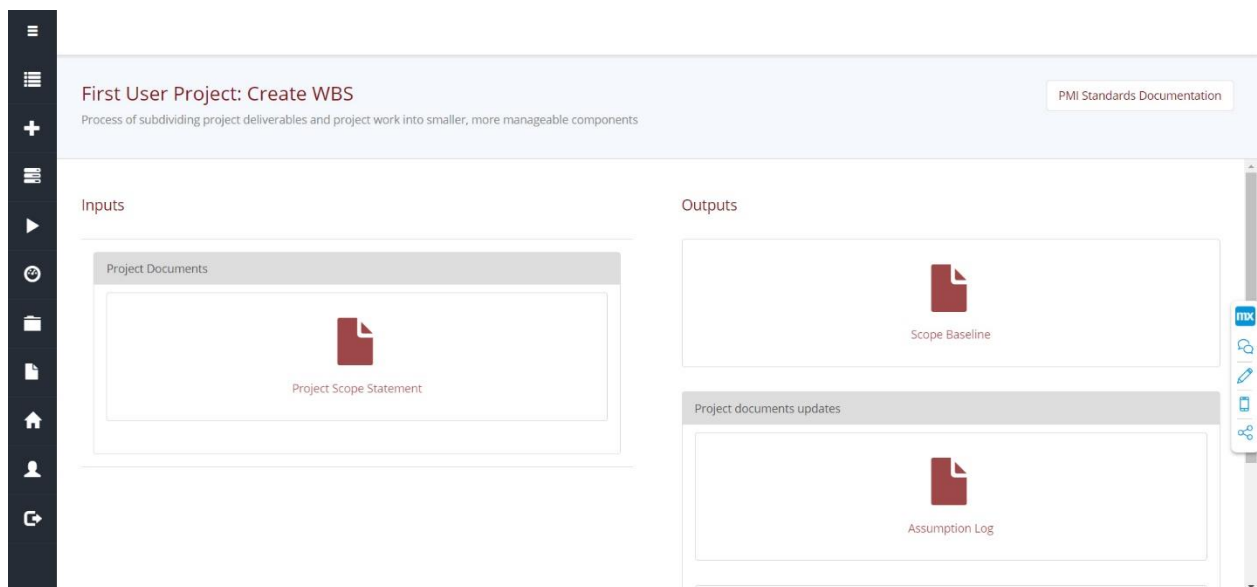 First User Project: Create WBS
PMI Standards Documentation
Process of subdividing project deliverables and project work into smaller, more manageable components
Inputs
Project Documents
Project Scope Statement
Outputs
Scope Baseline
Project documents updates
Assumption Log
mx